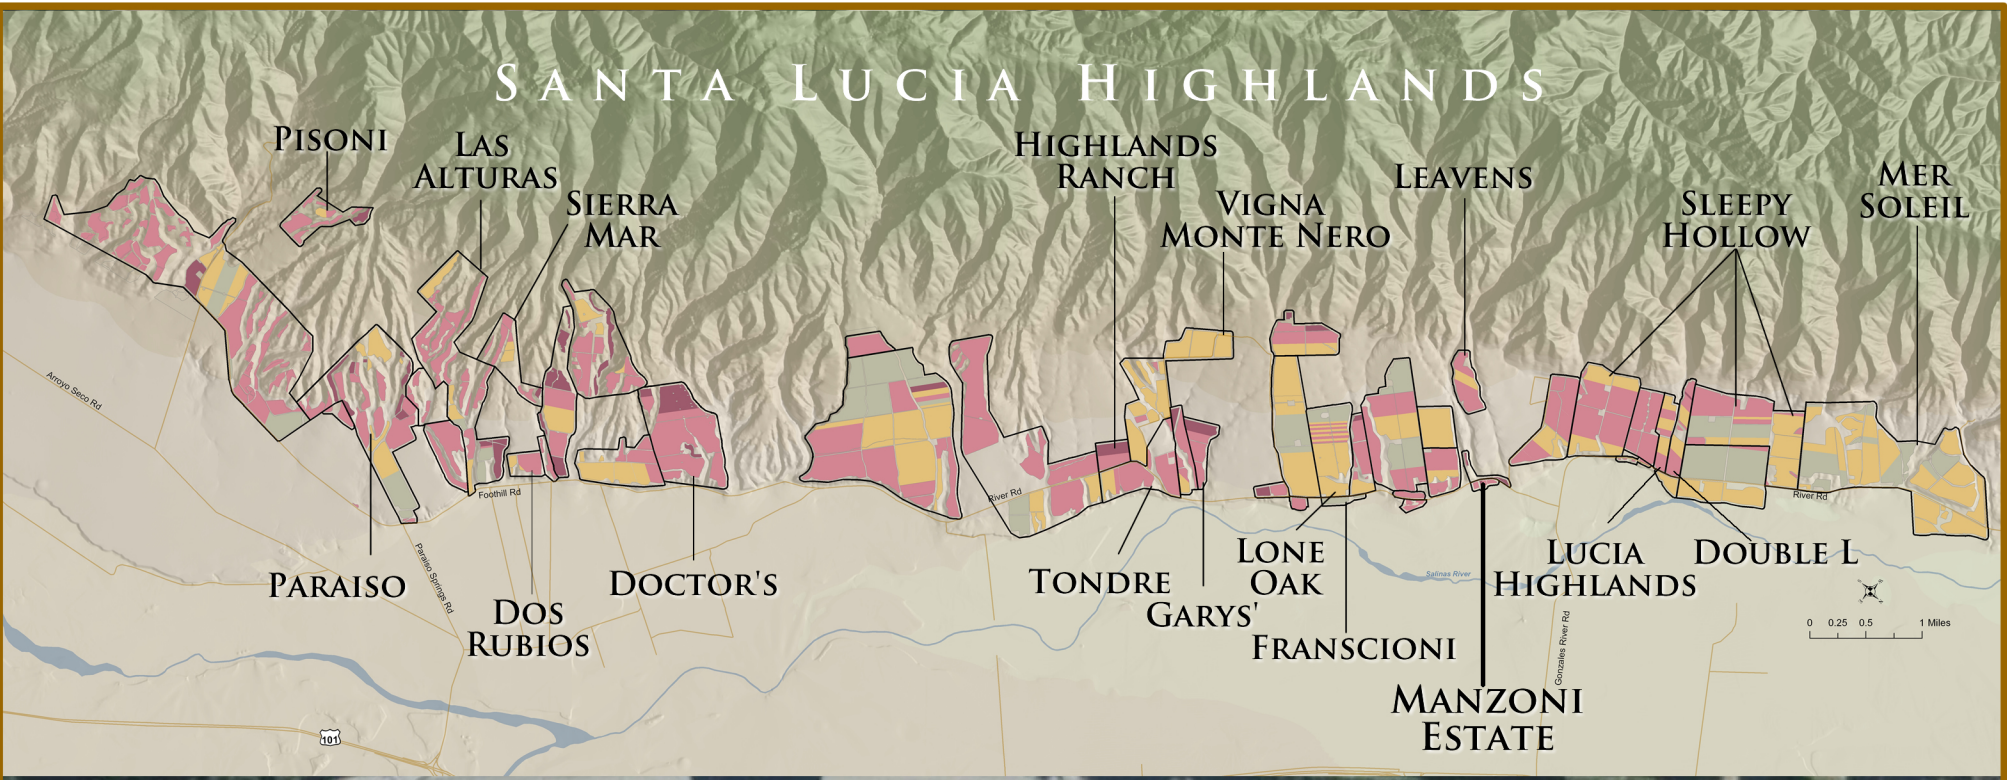 SANTA LUCIA HIGHLANDS
PISONI
LAS
ALTURAS
SIERRA
MAR
HIGHLANDS
RANCH
VIGNA
MONTE NERO
LEAVENS
SLEEPY
HOLLOW
MER
SOLEIL
Arroyo Seco Rd
Foothill Rd
River Rd
River Rd
Paraiso Springs Rd
PARAISO
DOS
RUBIOS
DOCTOR'S
TONDRE
GARYS'
LONE
OAK
FRANSCIONI
Salinas River
MANZONI
ESTATE
LUCIA
HIGHLANDS
DOUBLE L
Gonzales River Rd
0 0.25 0.5 1 Miles
101